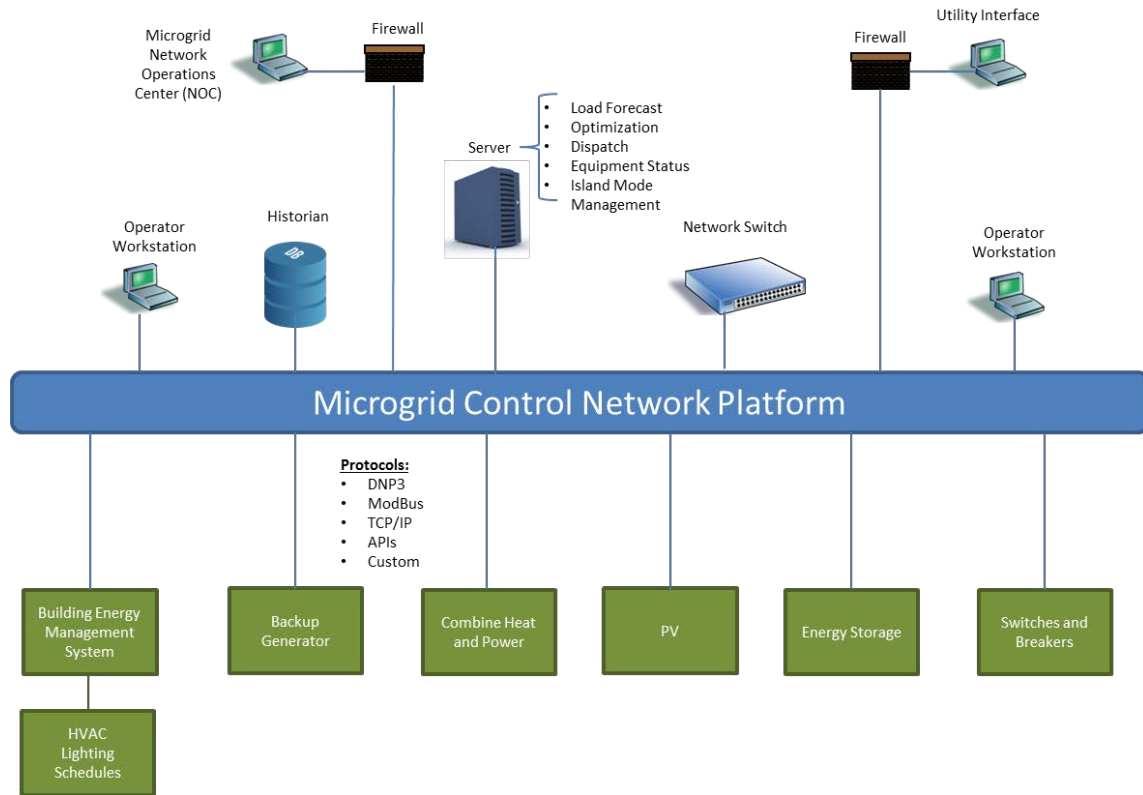 Microgrid
Network
Operations
Center (NOC)
Firewall
Utility Interface
Firewall
Server
• Load Forecast
• Optimization
• Dispatch
• Equipment Status
• Island Mode
Management
Operator
Workstation
Historian
DB
Network Switch
Operator
Workstation
Microgrid Control Network Platform
Protocols:
• DNP3
• ModBus
• TCP/IP
• APIs
• Custom
Building Energy
Management
System
Backup
Generator
Combine Heat
and Power
PV
Energy Storage
Switches and
Breakers
HVAC
Lighting
Schedules